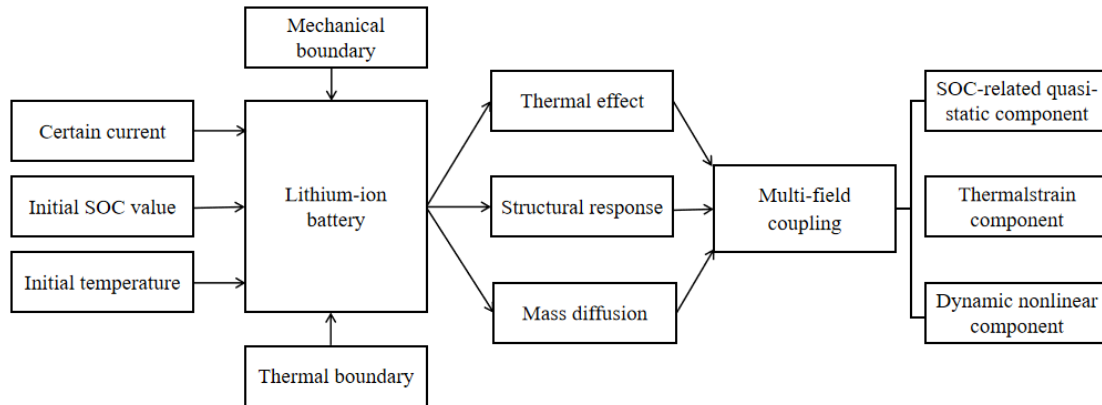 Mechanical
boundary
Certain current
Initial SOC value
Initial temperature
Lithium-ion
battery
Thermal boundary
Thermal effect
Structural response
Mass diffusion
Multi-field
coupling
SOC-related quasi-
static component
Thermalstrain
component
Dynamic nonlinear
component